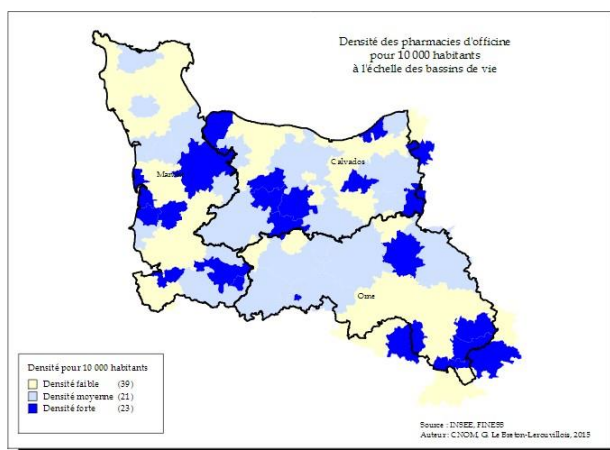 Densité des pharmacies d'officine
pour 10 000 habitants
à l'échelle des bassins de vie
Calvados
Orne
Densité pour 10 000 habitants
Densité faible (39)
Densité moyenne (21)
Densité forte (23)
Source : INSEE, FINESS
Auteur : CNOM, G. Le Breton-Lerouvillois, 2015